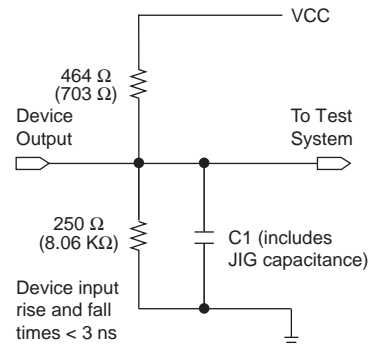 VCC
464 Ω
(703 Ω)
Device
Output
To Test
System
250 Ω
(8.06 KΩ)
C1 (includes
JIG capacitance)
Device input
rise and fall
times < 3 ns